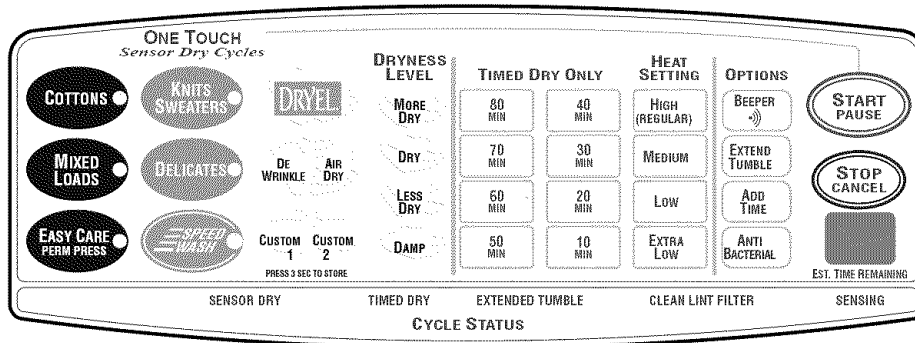 ONE TOUCH
Sensor Dry Cycles
COTTONS
KNITS
SWEATERS
DRYEL
MIXED
LOADS
DELICATES
DE
WRINKLE
AIR
DRY
EASY CARE
PERM PRESS
SPEED
WASH
CUSTOM
1
CUSTOM
2
PRESS 3 SEC TO STORE
DRYNESS
LEVEL
MORE
DRY
DRY
LESS
DRY
DAMP
TIMED DRY ONLY
80
MIN
40
MIN
70
MIN
30
MIN
60
MIN
20
MIN
50
MIN
10
MIN
HEAT
SETTING
HIGH
(REGULAR)
MEDIUM
LOW
EXTRA
LOW
OPTIONS
BEEPER
EXTEND
TUMBLE
ADD
TIME
ANTI
BACTERIAL
START
PAUSE
STOP
CANCEL
EST. TIME REMAINING
SENSOR DRY TIMED DRY EXTENDED TUMBLE CLEAN LINT FILTER SENSING
CYCLE STATUS